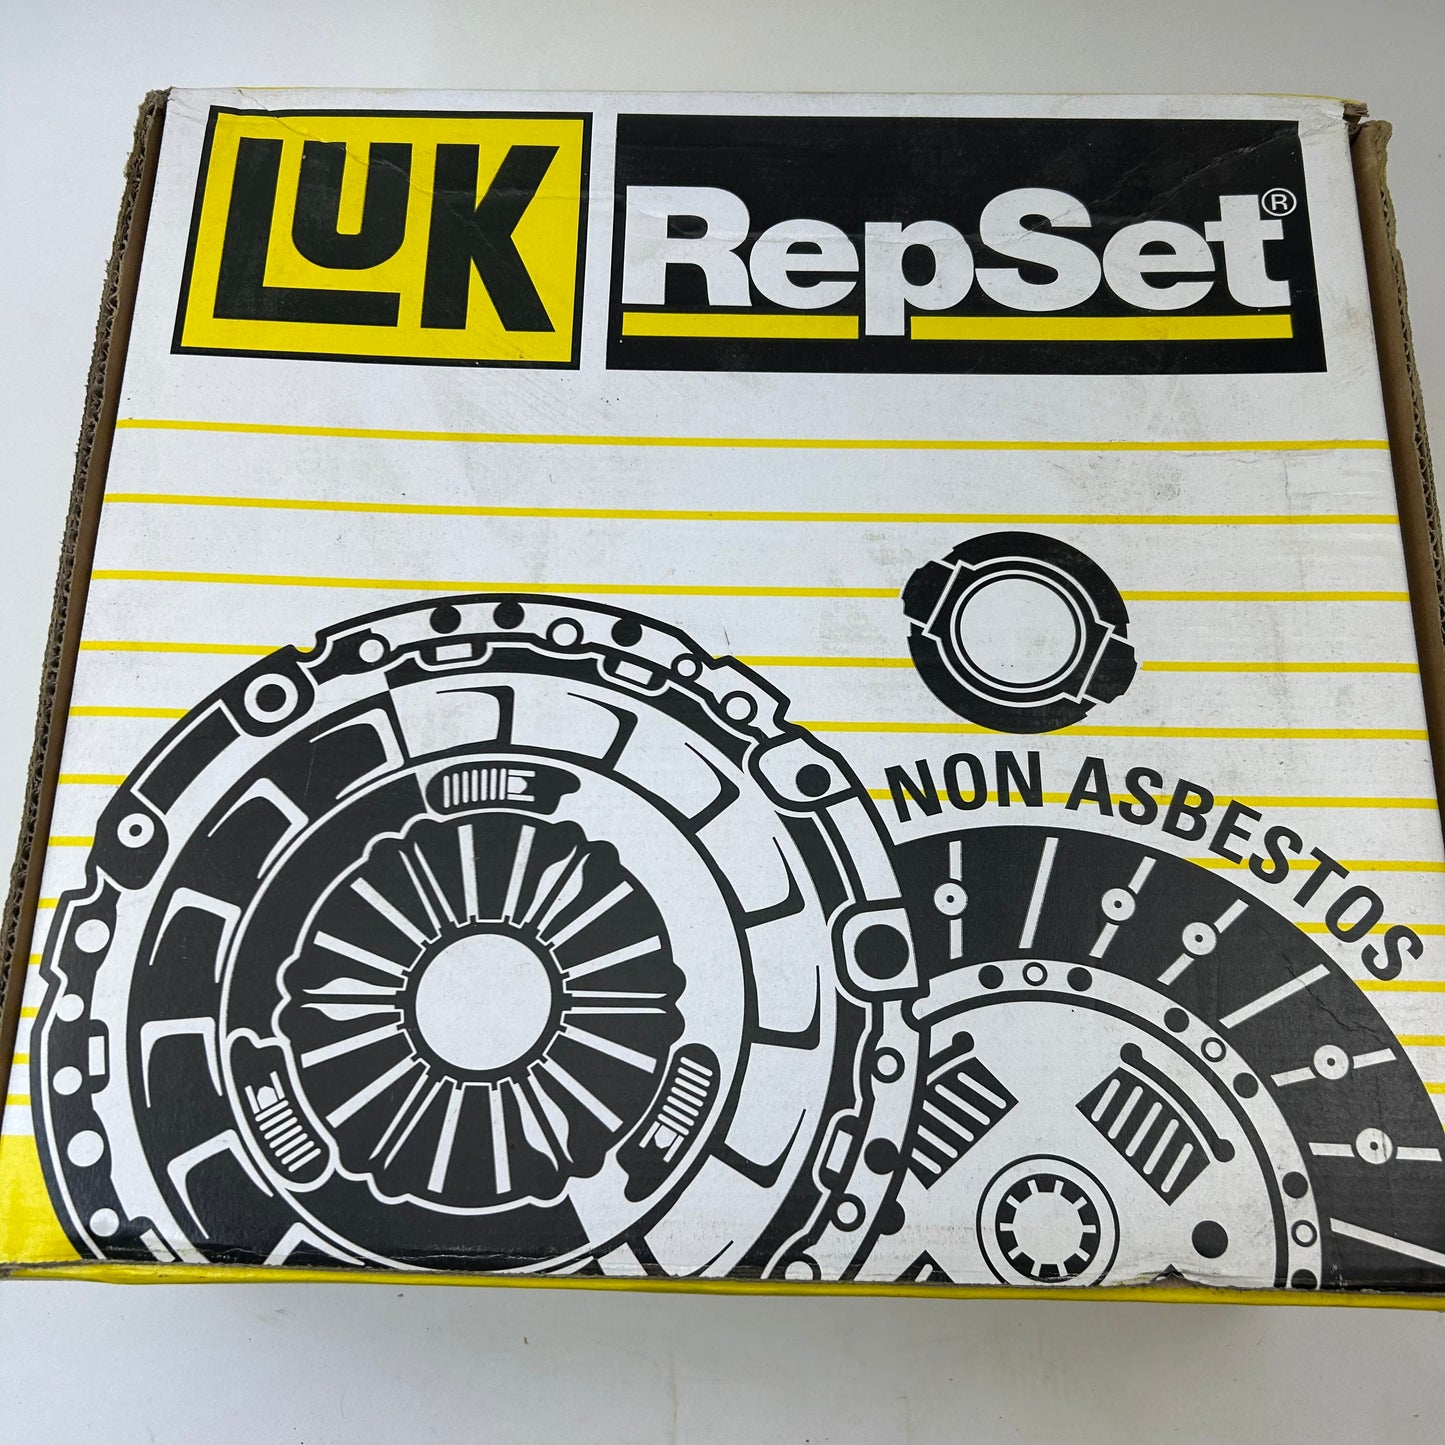 LuK
RepSet®
NON ASBESTOS